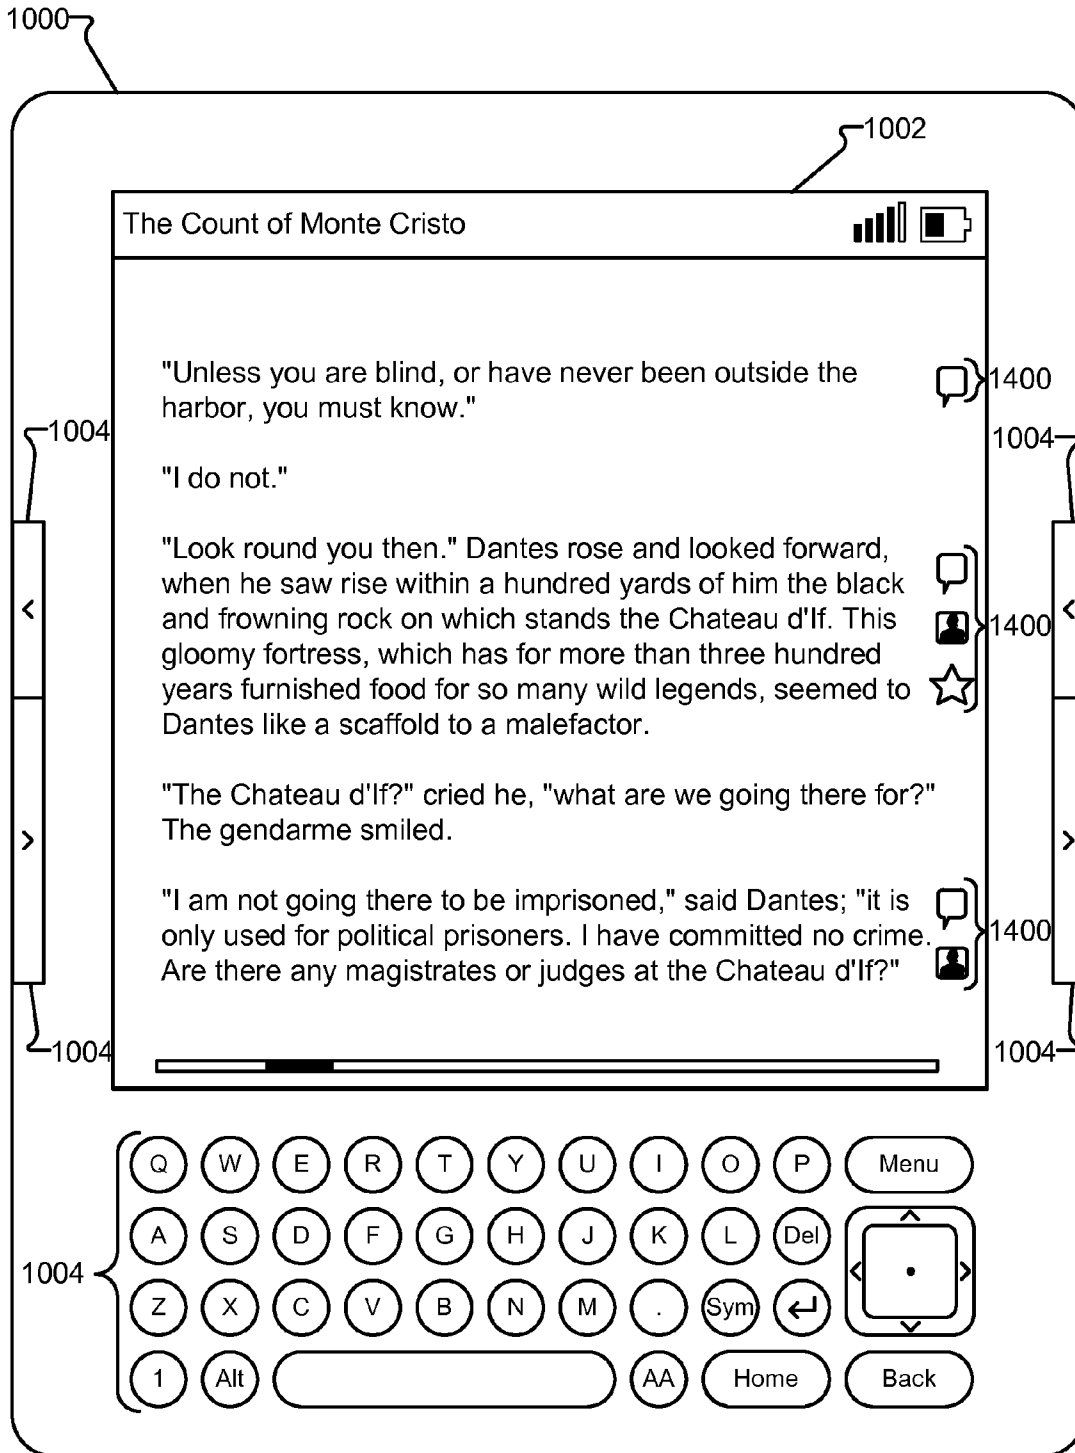 1000
1002
The Count of Monte Cristo
"Unless you are blind, or have never been outside the
harbor, you must know."
1400
1004
1004
"I do not."
"Look round you then." Dantes rose and looked forward,
when he saw rise within a hundred yards of him the black
and frowning rock on which stands the Chateau d'If. This
gloomy fortress, which has for more than three hundred
years furnished food for so many wild legends, seemed to
Dantes like a scaffold to a malefactor.
1400
"The Chateau d'If?" cried he, "what are we going there for?"
The gendarme smiled.
"I am not going there to be imprisoned," said Dantes; "it is
only used for political prisoners. I have committed no crime.
Are there any magistrates or judges at the Chateau d'If?"
1400
1004
1004
Q W E R T Y U I O P Menu
A S D F G H J K L Del
1004
Z X C V B N M . Sym
1 Alt AA Home Back